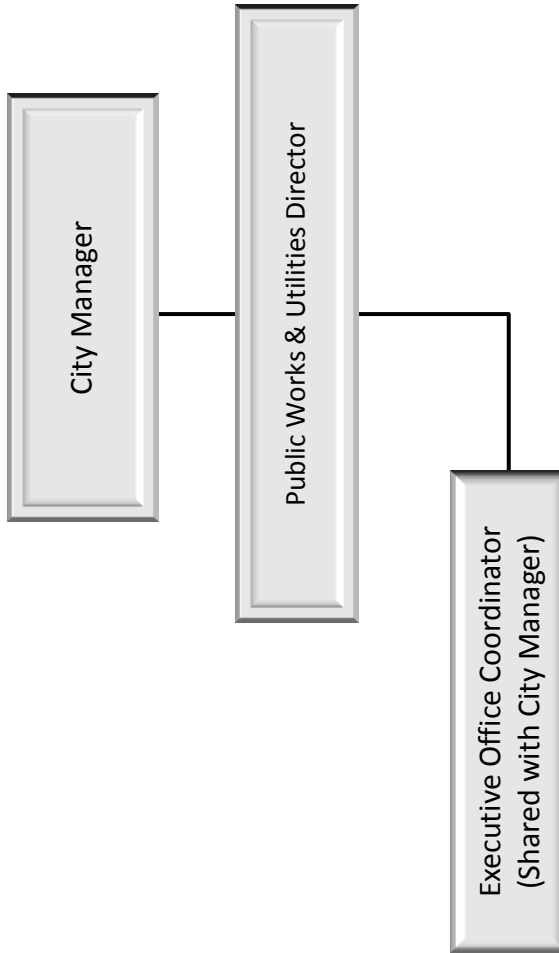 City Manager
Public Works & Utilities Director
Executive Office Coordinator
(Shared with City Manager)